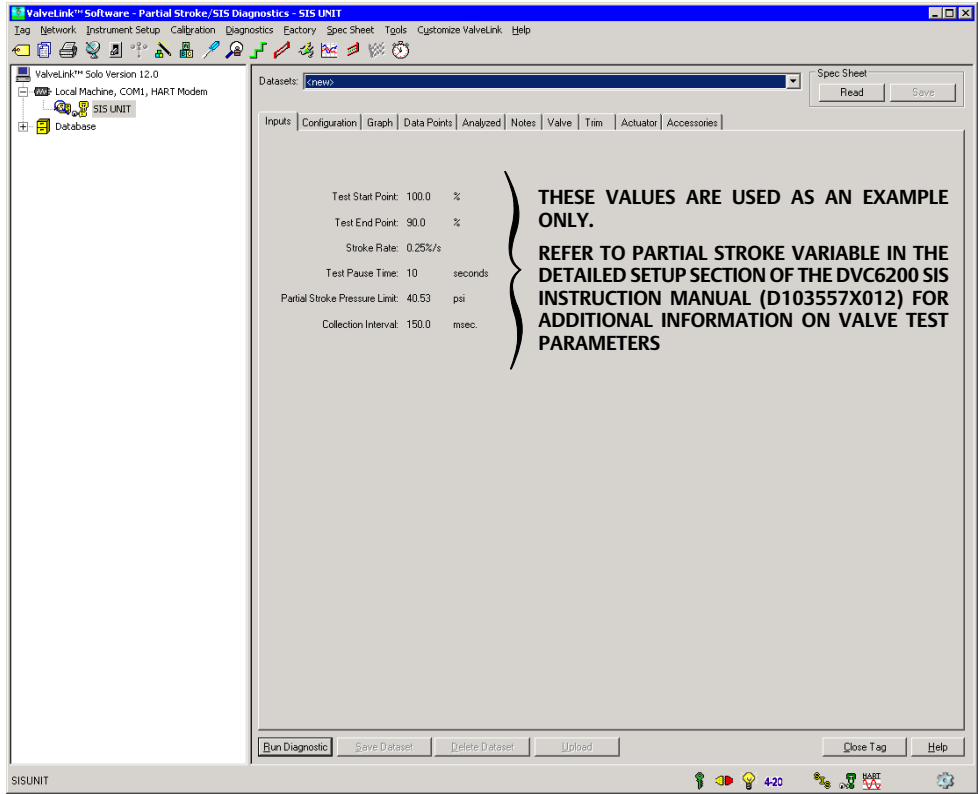 ValveLink™ Software - Partial Stroke/SIS Diagnostics - SIS UNIT
Tag Network Instrument Setup Calibration Diagnostics Factory Spec Sheet Tools Customize ValveLink Help
ValveLink™ Solo Version 12.0
Local Machine, COM1, HART Modem
SIS UNIT
Database
Datasets: <new>
Spec Sheet
Read Save
Inputs Configuration Graph Data Points Analyzed Notes Valve Trim Actuator Accessories
Test Start Point: 100.0 %
Test End Point: 90.0 %
Stroke Rate: 0.25%/s
Test Pause Time: 10 seconds
Partial Stroke Pressure Limit: 40.53 psi
Collection Interval: 150.0 msec.
THESE VALUES ARE USED AS AN EXAMPLE
ONLY.
REFER TO PARTIAL STROKE VARIABLE IN THE
DETAILED SETUP SECTION OF THE DVC6200 SIS
INSTRUCTION MANUAL (D103557X012) FOR
ADDITIONAL INFORMATION ON VALVE TEST
PARAMETERS
Run Diagnostic Save Dataset Delete Dataset Upload Close Tag Help
SISUNIT
4-20
HART